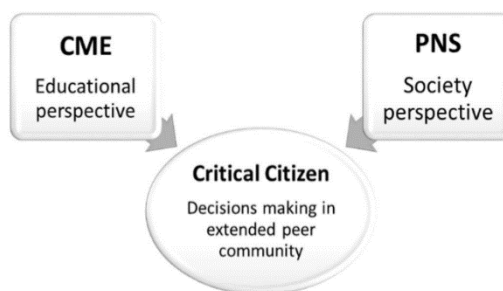 CME
Educational
perspective
PNS
Society
perspective
Critical Citizen
Decisions making in
extended peer
community